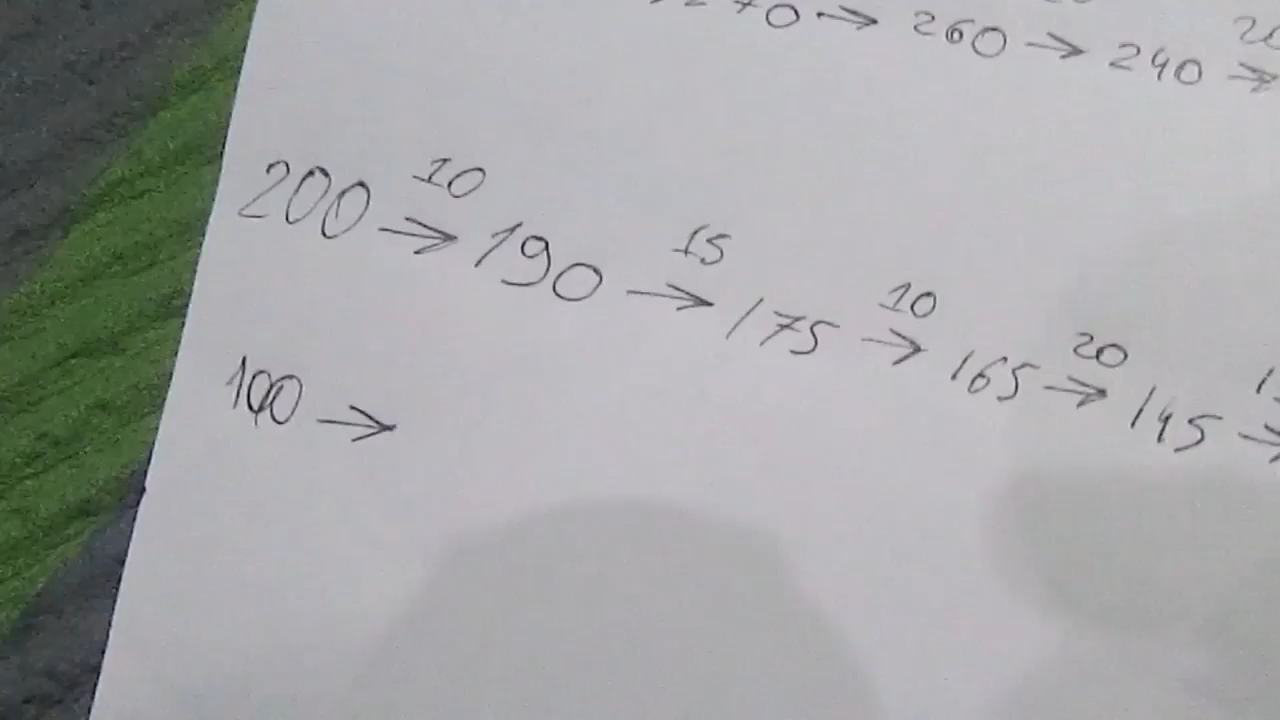 270 → 260 → 240 →
10 15 10 20
200 → 190 → 175 → 165 → 145 →
100 →